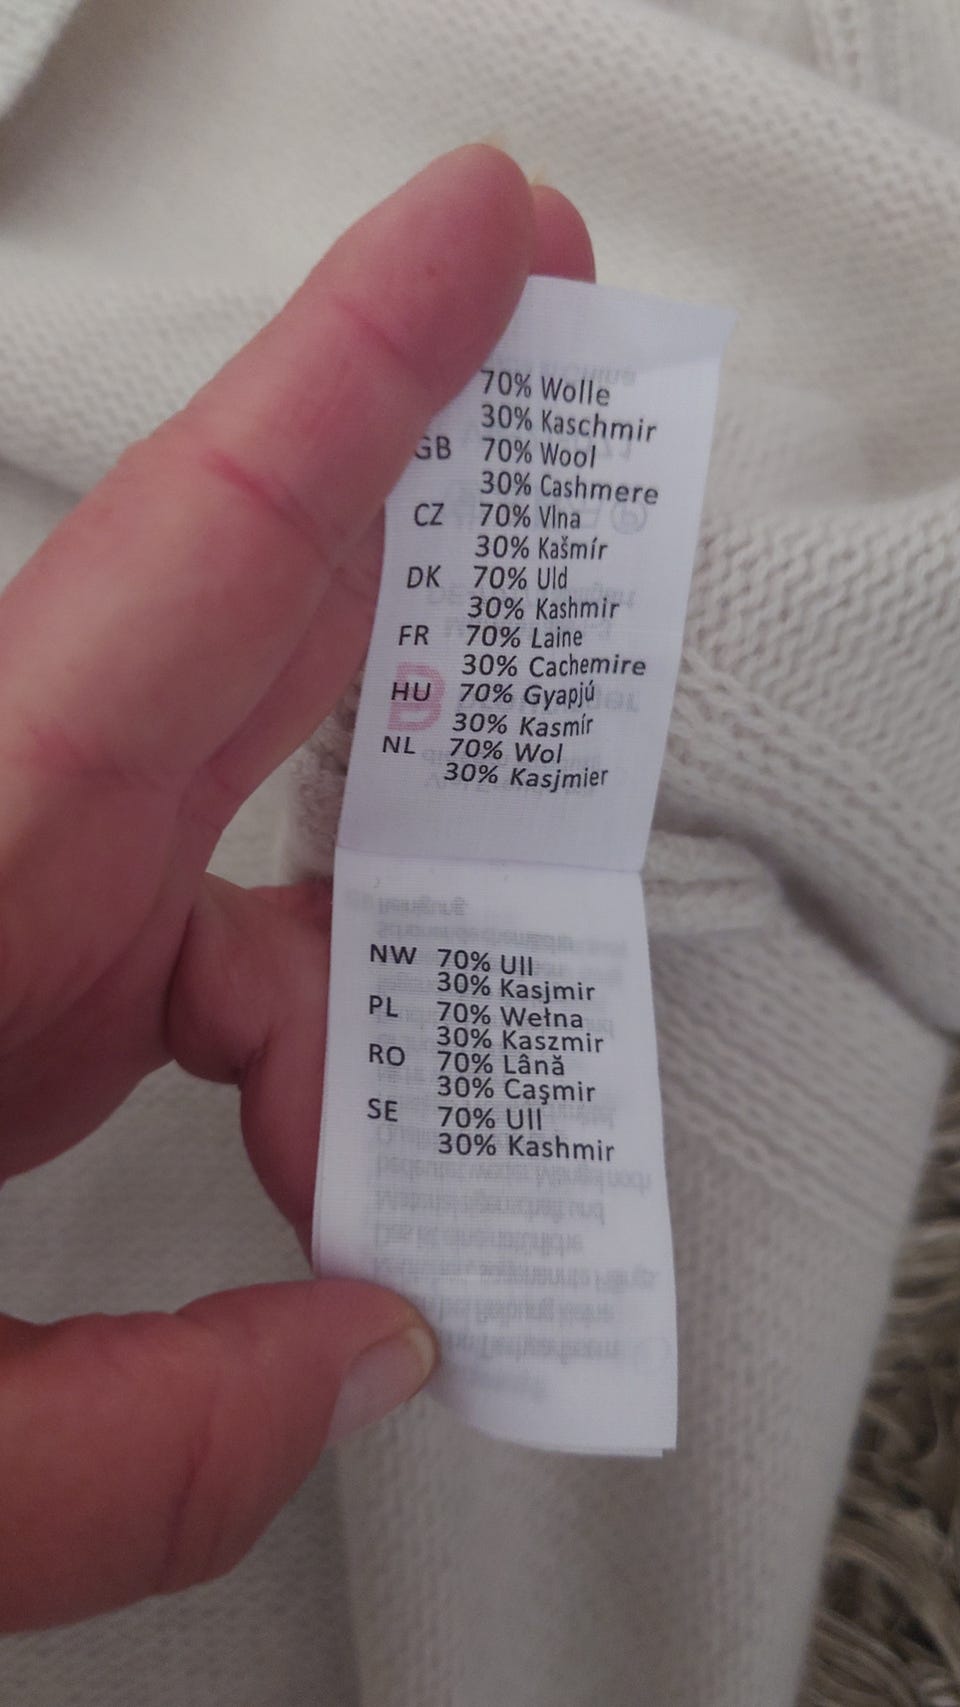 70% Wolle
30% Kaschmir
GB 70% Wool
30% Cashmere
CZ 70% Vlna
30% Kašmír
DK 70% Uld
30% Kashmir
FR 70% Laine
30% Cachemire
HU 70% Gyapjú
30% Kasmír
NL 70% Wol
30% Kasjmier
NW 70% Ull
30% Kasjmir
PL 70% Wełna
30% Kaszmir
RO 70% Lână
30% Caşmir
SE 70% Ull
30% Kashmir